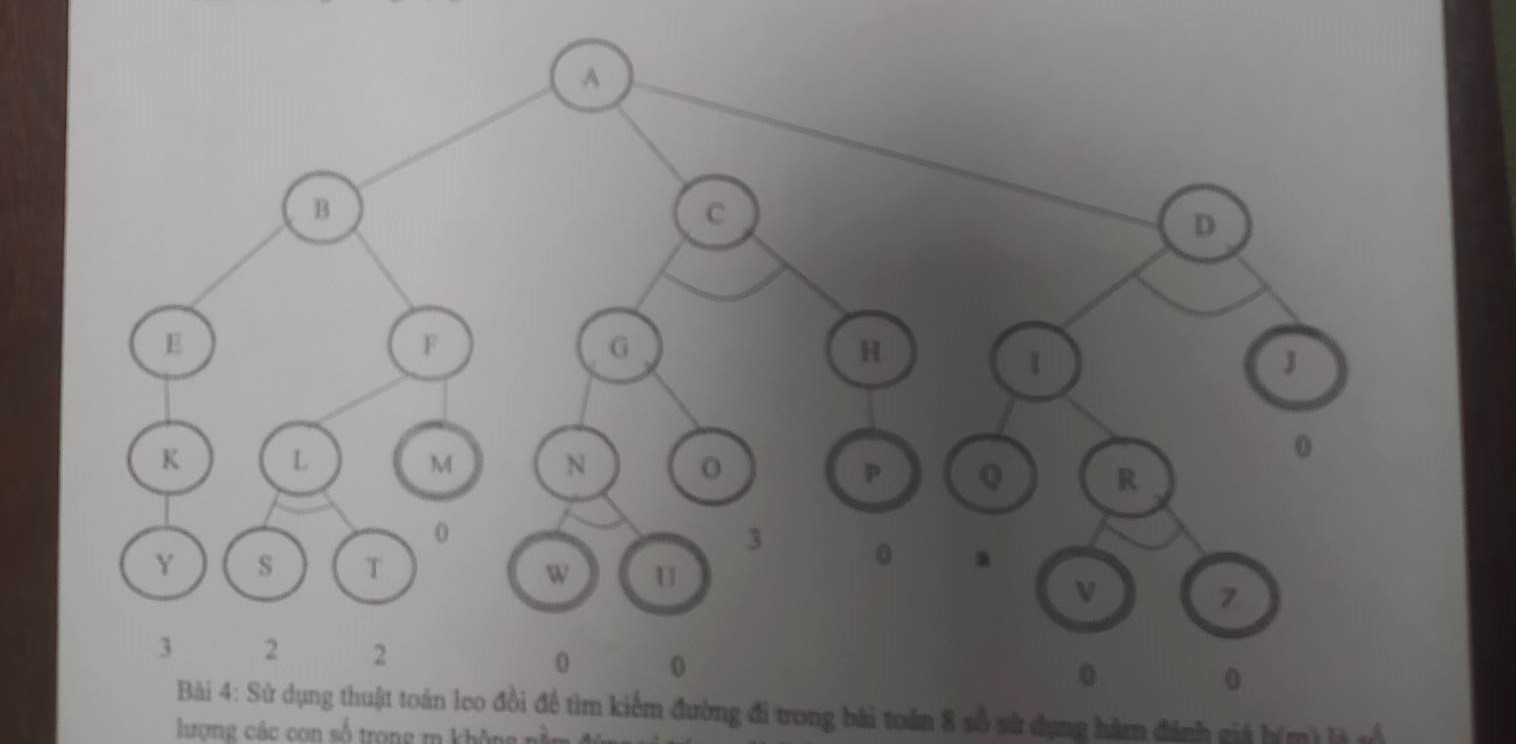 A
B C D
E F G H I J
K L M N O P Q R
0
0 3 0
Y S T W U V Z
3 2 2 0 0 0 0
Bài 4: Sử dụng thuật toán leo đồi để tìm kiếm đường đi trong bài toán 8 số sử dụng hàm đánh giá h(m) là số
lượng các con số trong m không nằm đúng